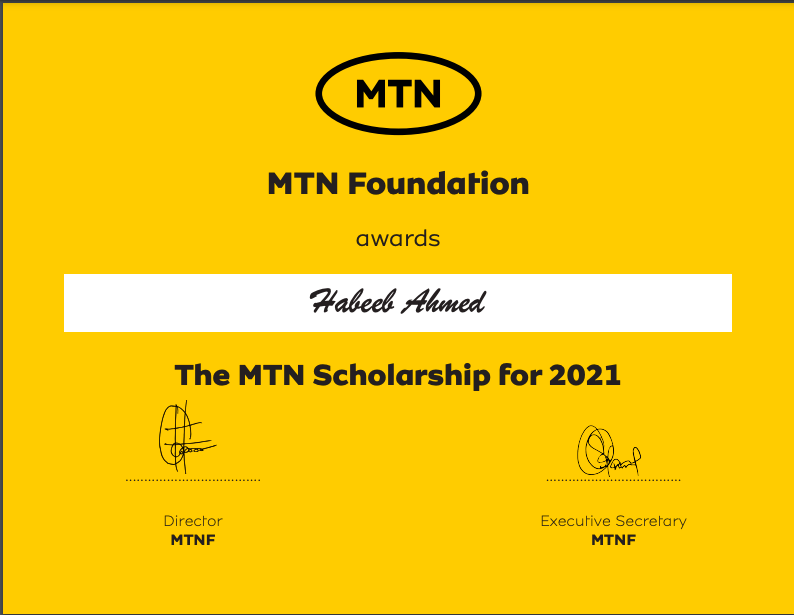 MTN
MTN Foundation
awards
Habeeb Ahmed
The MTN Scholarship for 2021
Director
MTNF
Executive Secretary
MTNF